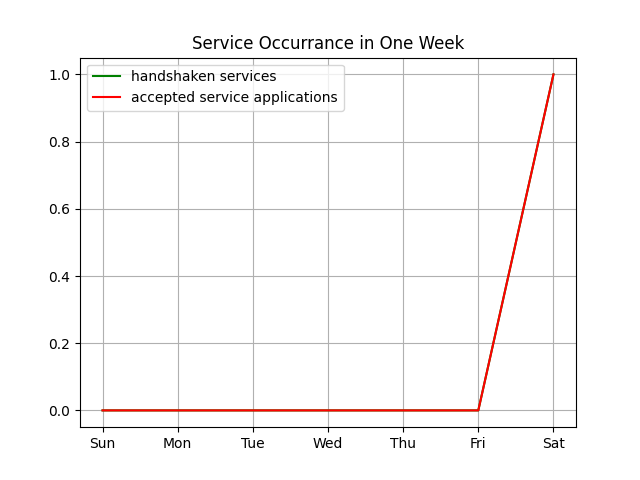 Service Occurrance in One Week
handshaken services
accepted service applications
1.0
0.8
0.6
0.4
0.2
0.0
Sun Mon Tue Wed Thu Fri Sat